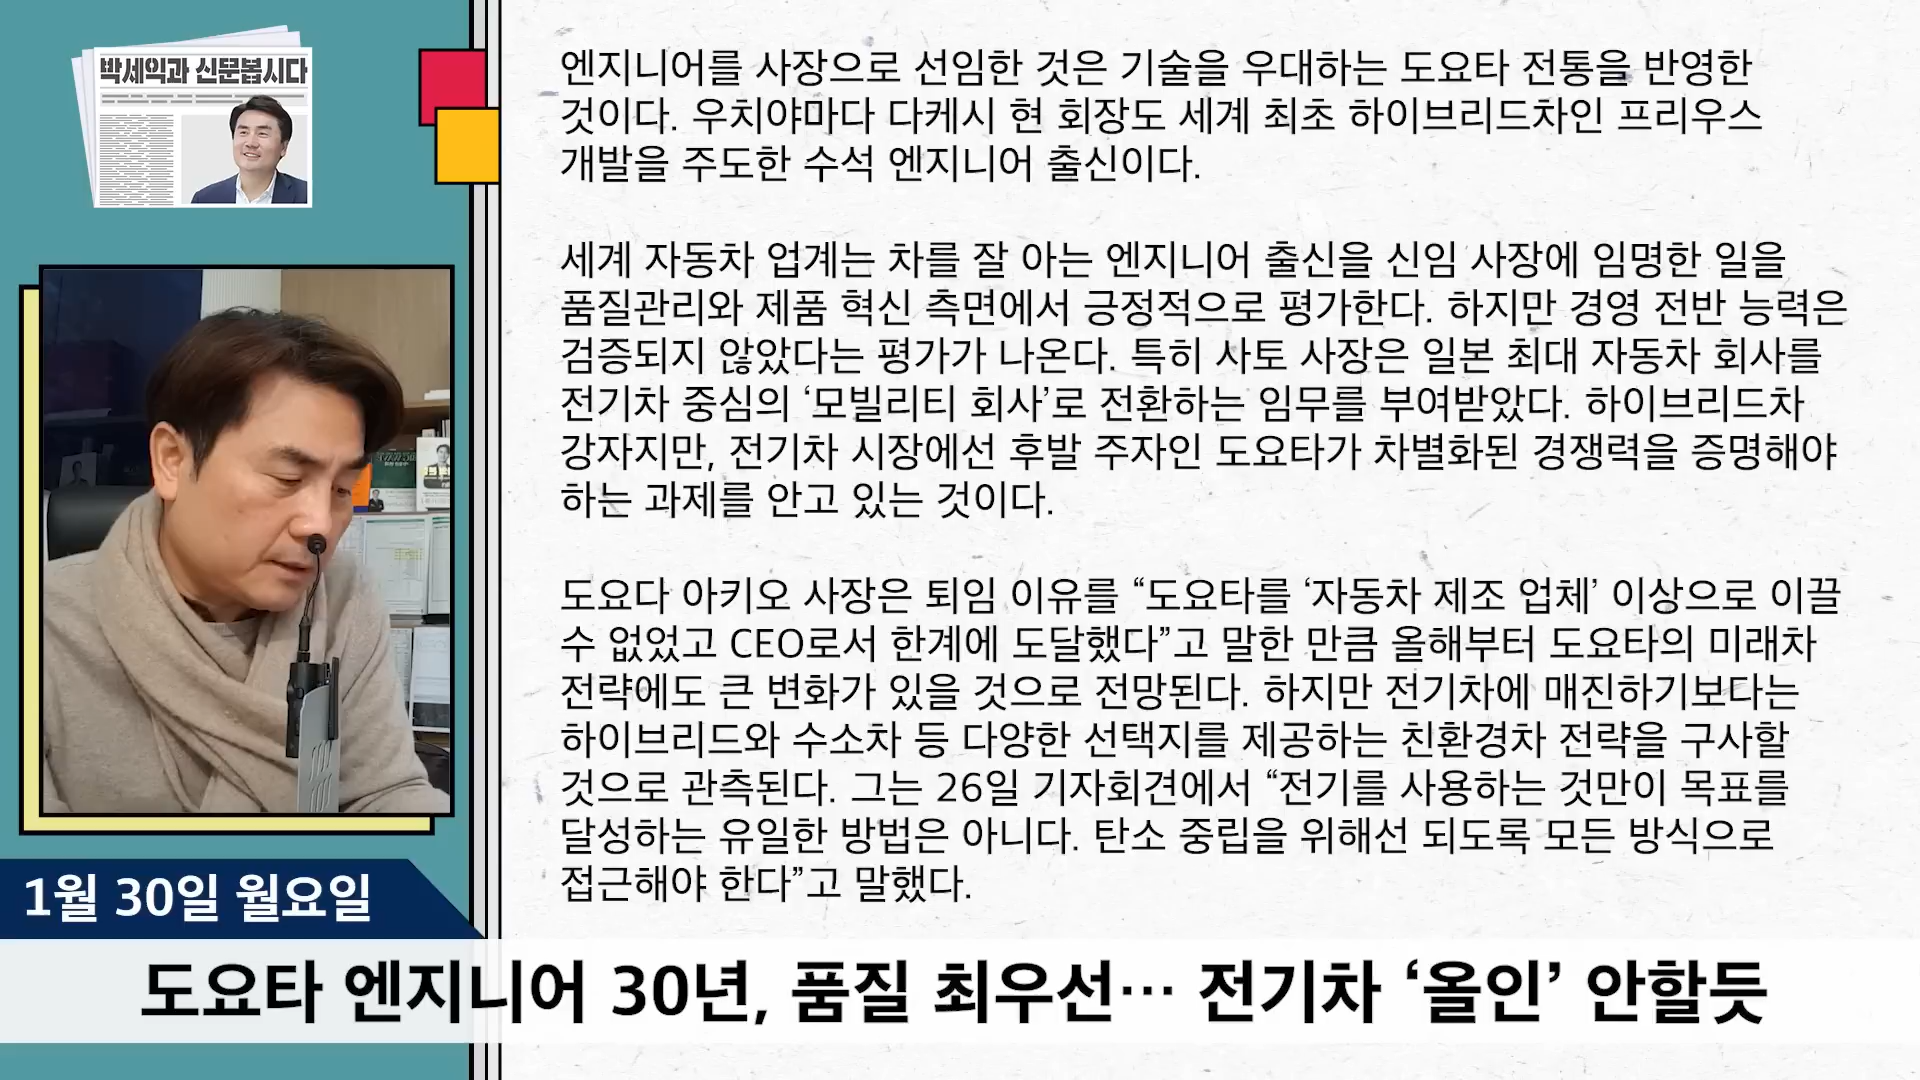 박세익과 신문봅시다
엔지니어를 사장으로 선임한 것은 기술을 우대하는 도요타 전통을 반영한
것이다. 우치야마다 다케시 현 회장도 세계 최초 하이브리드차인 프리우스
개발을 주도한 수석 엔지니어 출신이다.
세계 자동차 업계는 차를 잘 아는 엔지니어 출신을 신임 사장에 임명한 일을
품질관리와 제품 혁신 측면에서 긍정적으로 평가한다. 하지만 경영 전반 능력은
검증되지 않았다는 평가가 나온다. 특히 사토 사장은 일본 최대 자동차 회사를
전기차 중심의 ‘모빌리티 회사’로 전환하는 임무를 부여받았다. 하이브리드차
강자지만, 전기차 시장에선 후발 주자인 도요타가 차별화된 경쟁력을 증명해야
하는 과제를 안고 있는 것이다.
도요다 아키오 사장은 퇴임 이유를 “도요타를 ‘자동차 제조 업체’ 이상으로 이끌
수 없었고 CEO로서 한계에 도달했다”고 말한 만큼 올해부터 도요타의 미래차
전략에도 큰 변화가 있을 것으로 전망된다. 하지만 전기차에 매진하기보다는
하이브리드와 수소차 등 다양한 선택지를 제공하는 친환경차 전략을 구사할
것으로 관측된다. 그는 26일 기자회견에서 “전기를 사용하는 것만이 목표를
달성하는 유일한 방법은 아니다. 탄소 중립을 위해선 되도록 모든 방식으로
접근해야 한다”고 말했다.
1월 30일 월요일
도요타 엔지니어 30년, 품질 최우선… 전기차 ‘올인’ 안할듯